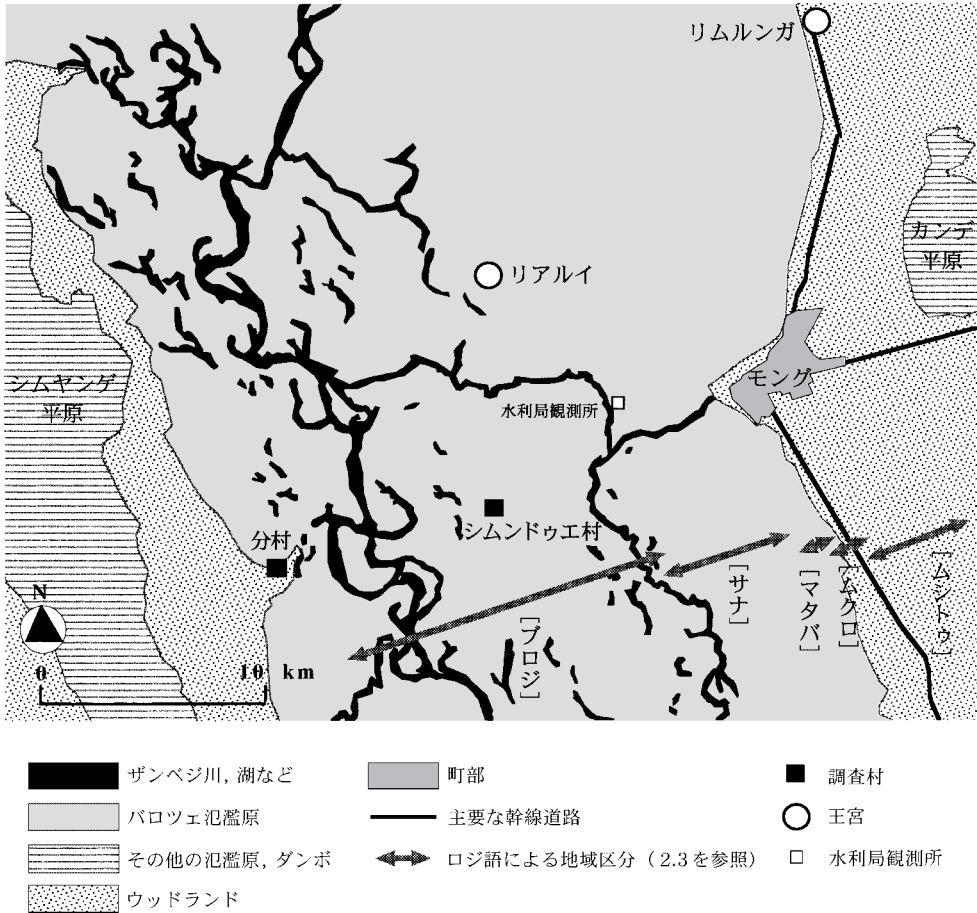 リムルンガ
カンデ
平原
リアルイ
シムヤンゲ
平原
モング
水利局観測所
シムンドゥエ村
分村
[ブロジ]
[サナ]
[マタバ]
[ムクロ]
[ムシトゥ]
N
0 10 km
ザンベジ川, 湖など
バロツェ氾濫原
その他の氾濫原, ダンボ
ウッドランド
町部
主要な幹線道路
ロジ語による地域区分（2.3を参照）
調査村
王宮
水利局観測所